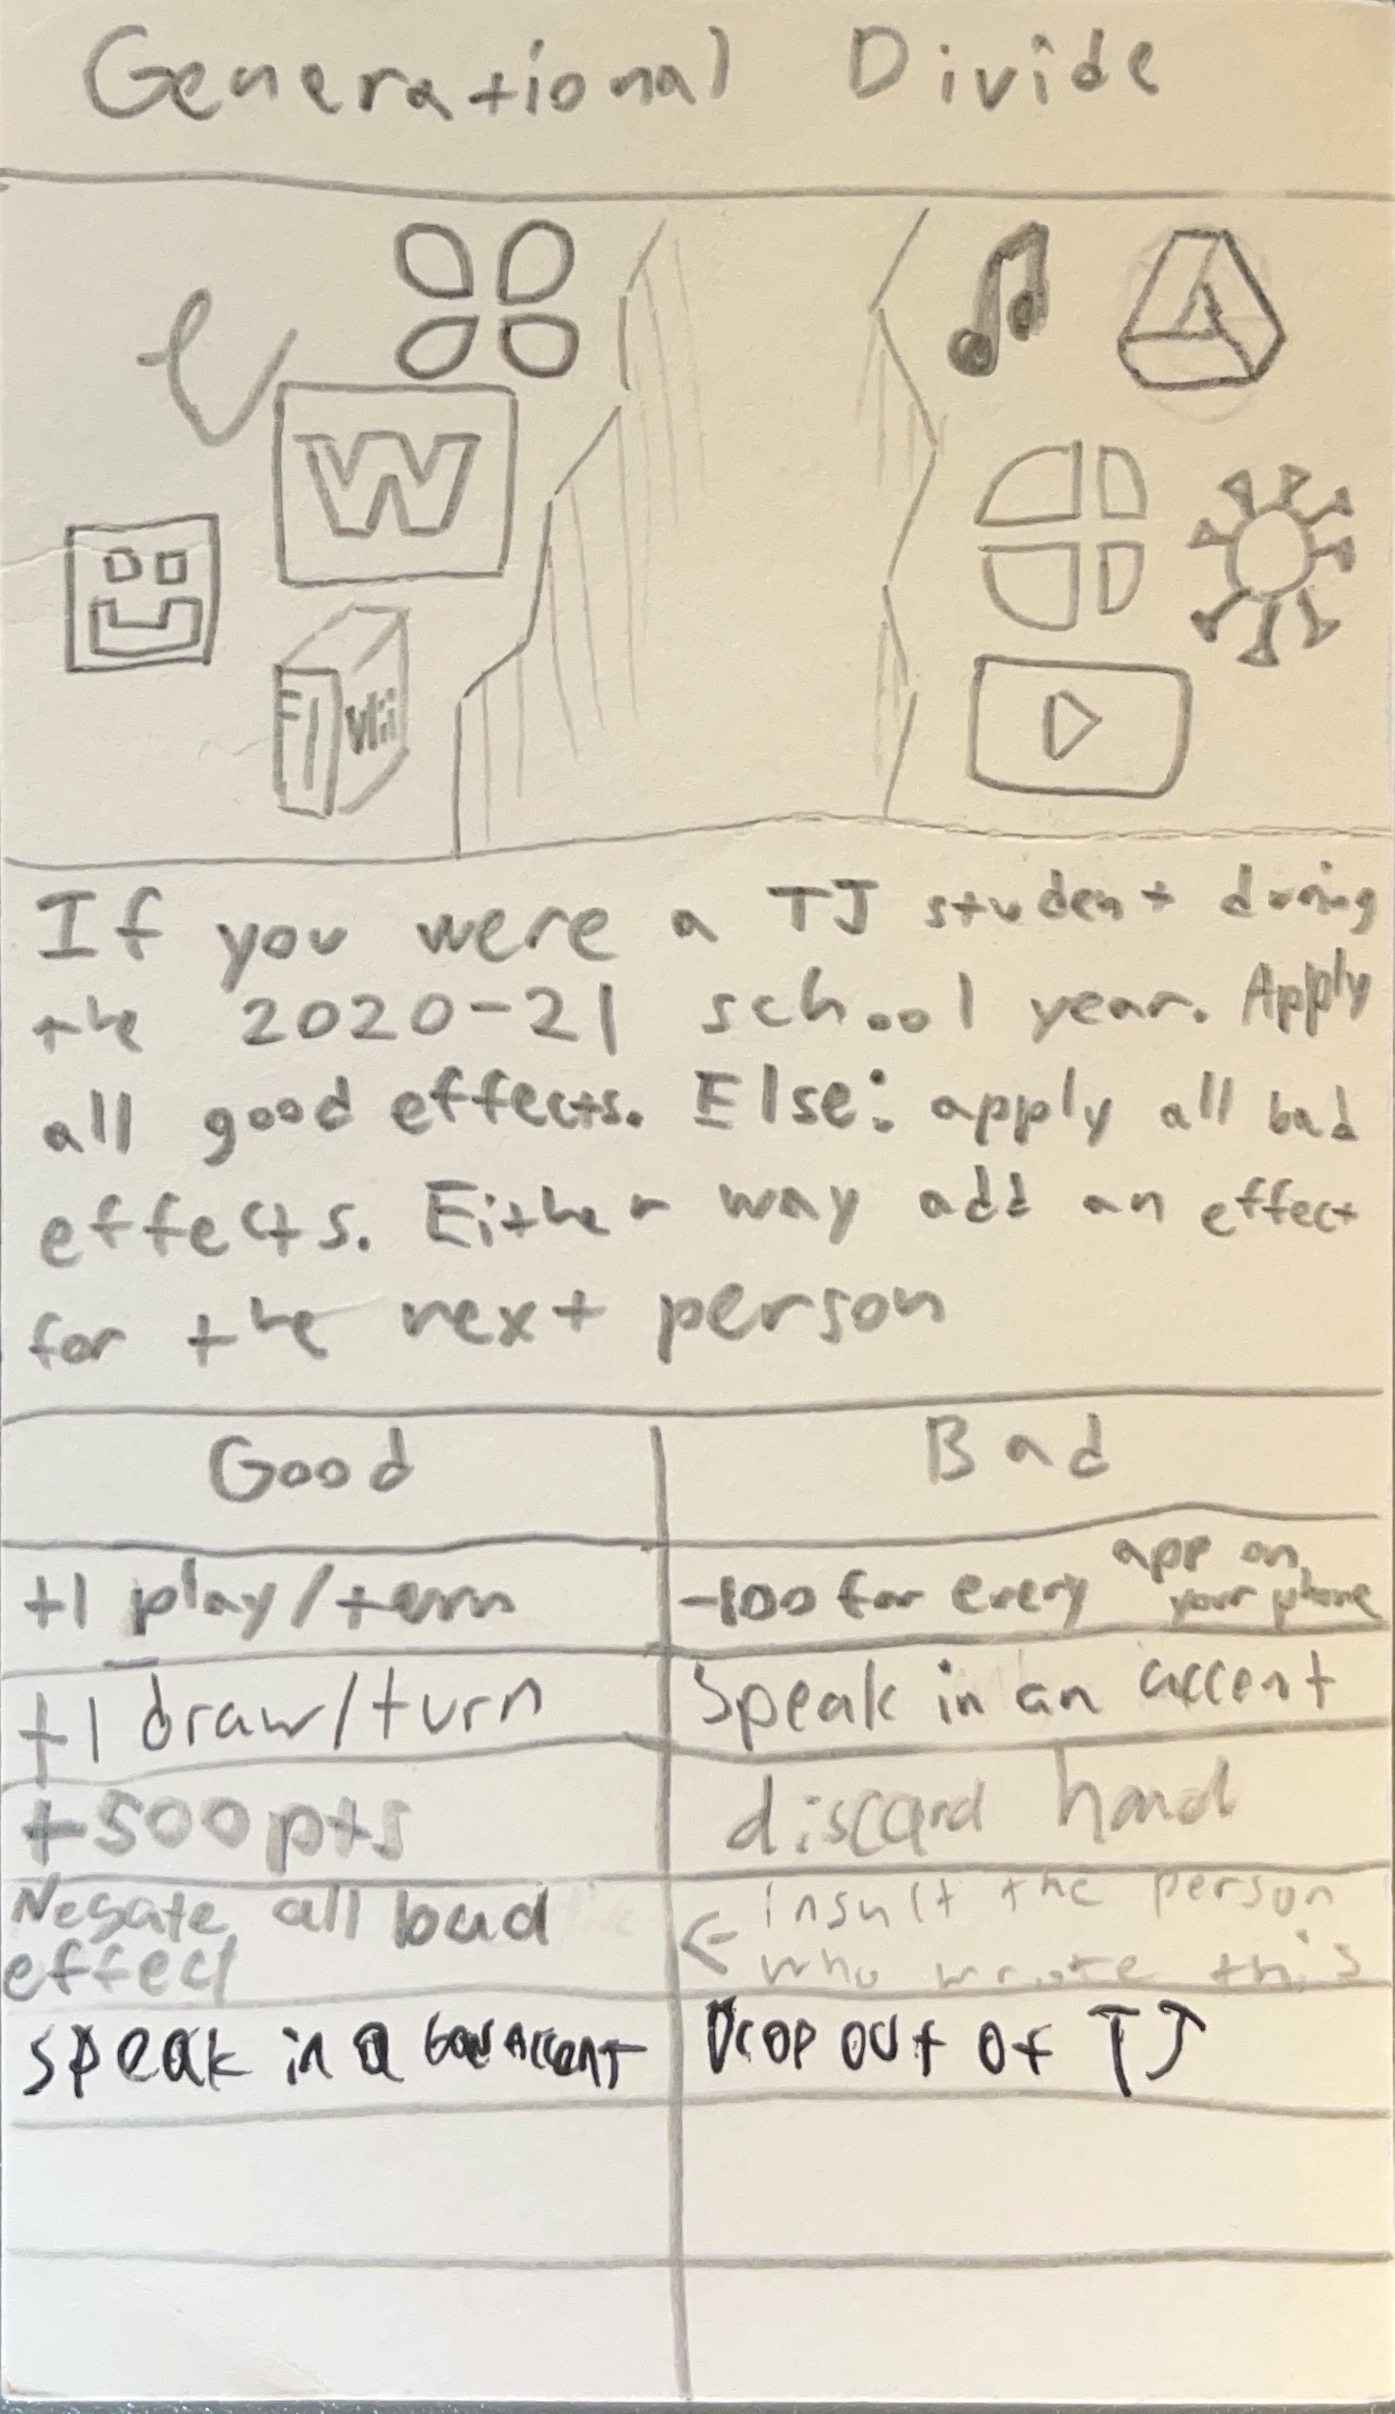 Generational Divide
W
Wii
If you were a TJ student during
the 2020-21 school year. Apply
all good effects. Else: apply all bad
effects. Either way add an effect
for the next person
Good
Bad
+1 play/turn
-100 for every app on your phone
+1 draw/turn
Speak in an accent
+500pts
discard hand
Negate all bad
effect
<- insult the person
who wrote this
Speak in a Accent
Drop out of TJ